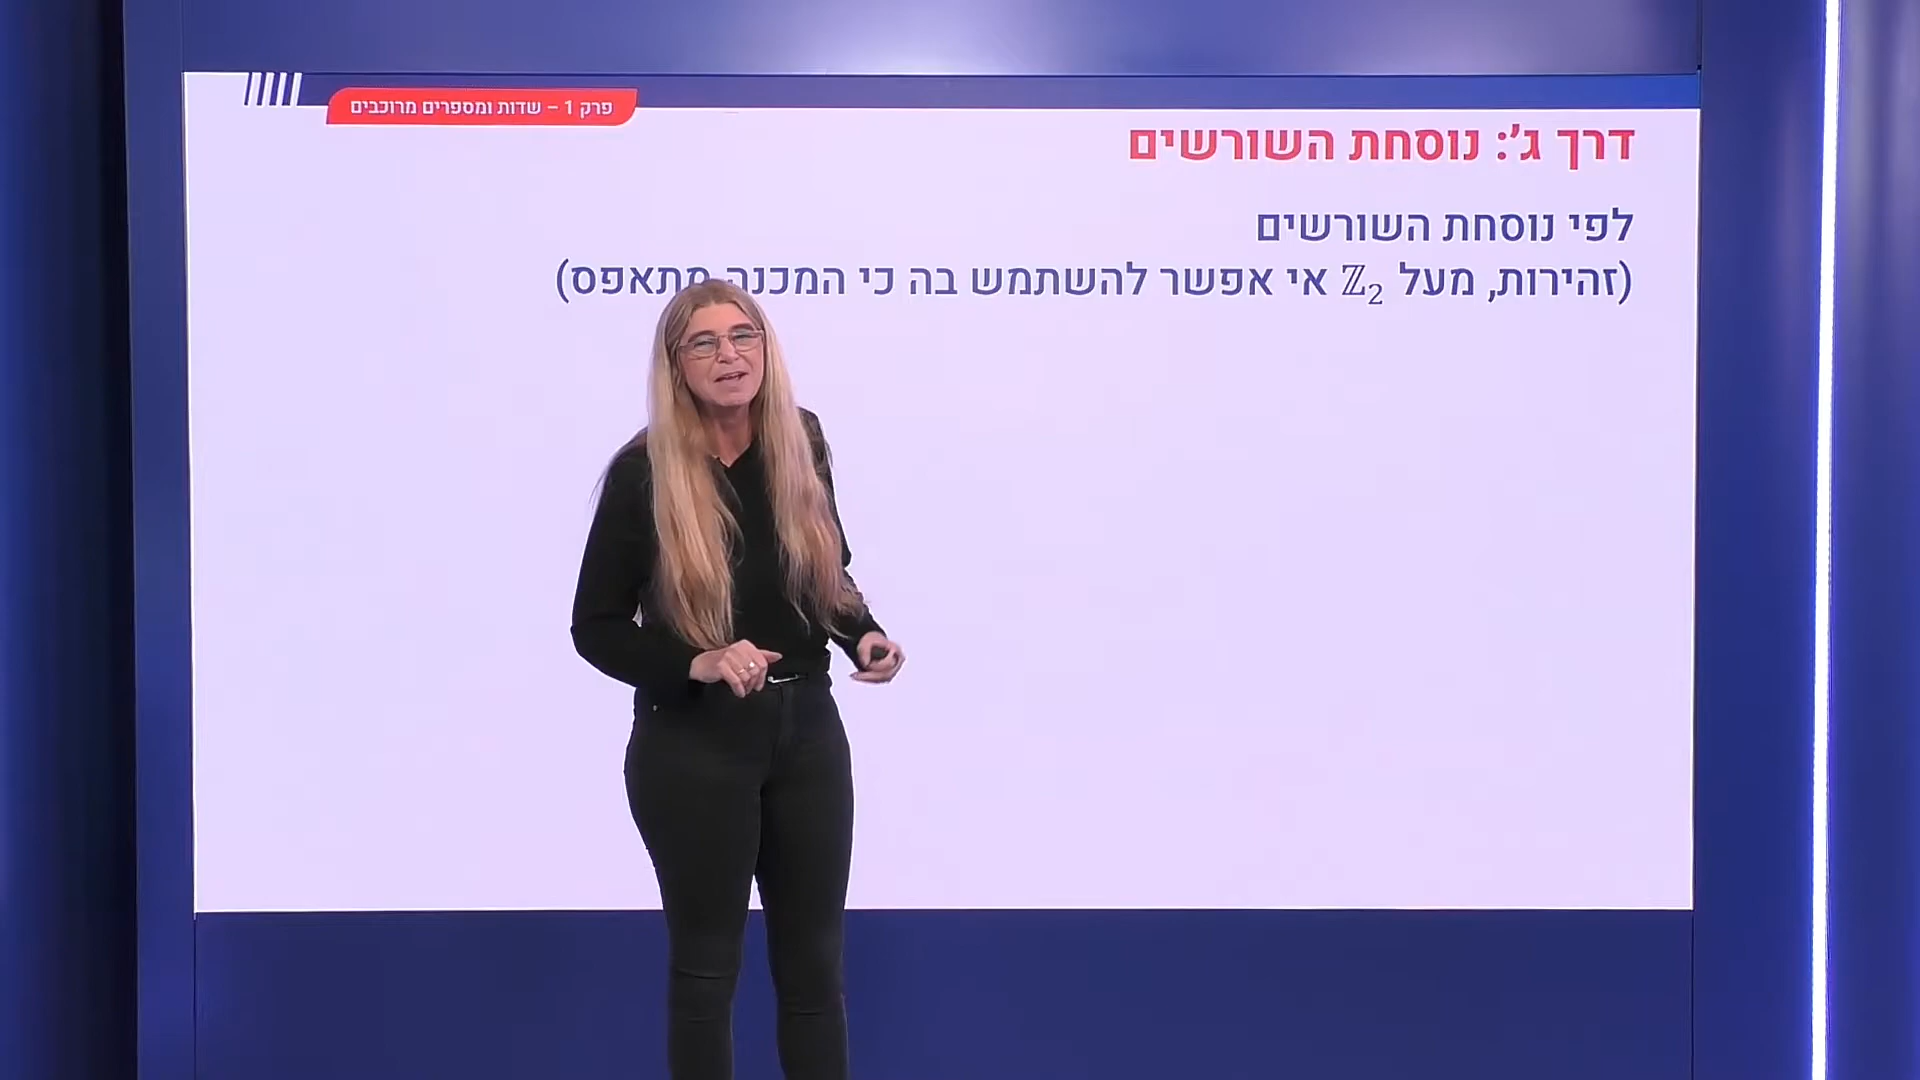 פרק 1 – שדות ומספרים מרוכבים
דרך ג׳: נוסחת השורשים
לפי נוסחת השורשים
(זהירות, מעל ℤ₂ אי אפשר להשתמש בה כי המכנה מתאפס)